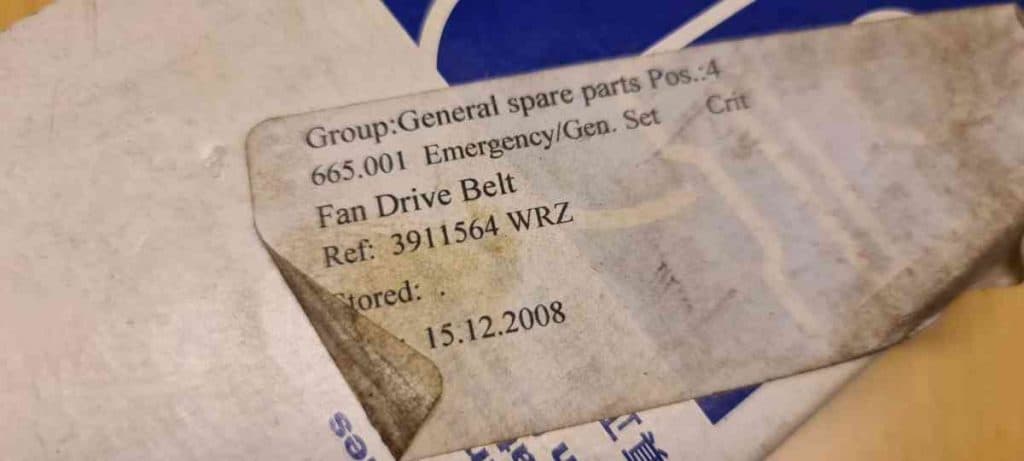 Group:General spare parts Pos.:4
665.001 Emergency/Gen. Set Crit
Fan Drive Belt
Ref: 3911564 WRZ
tored: .
15.12.2008